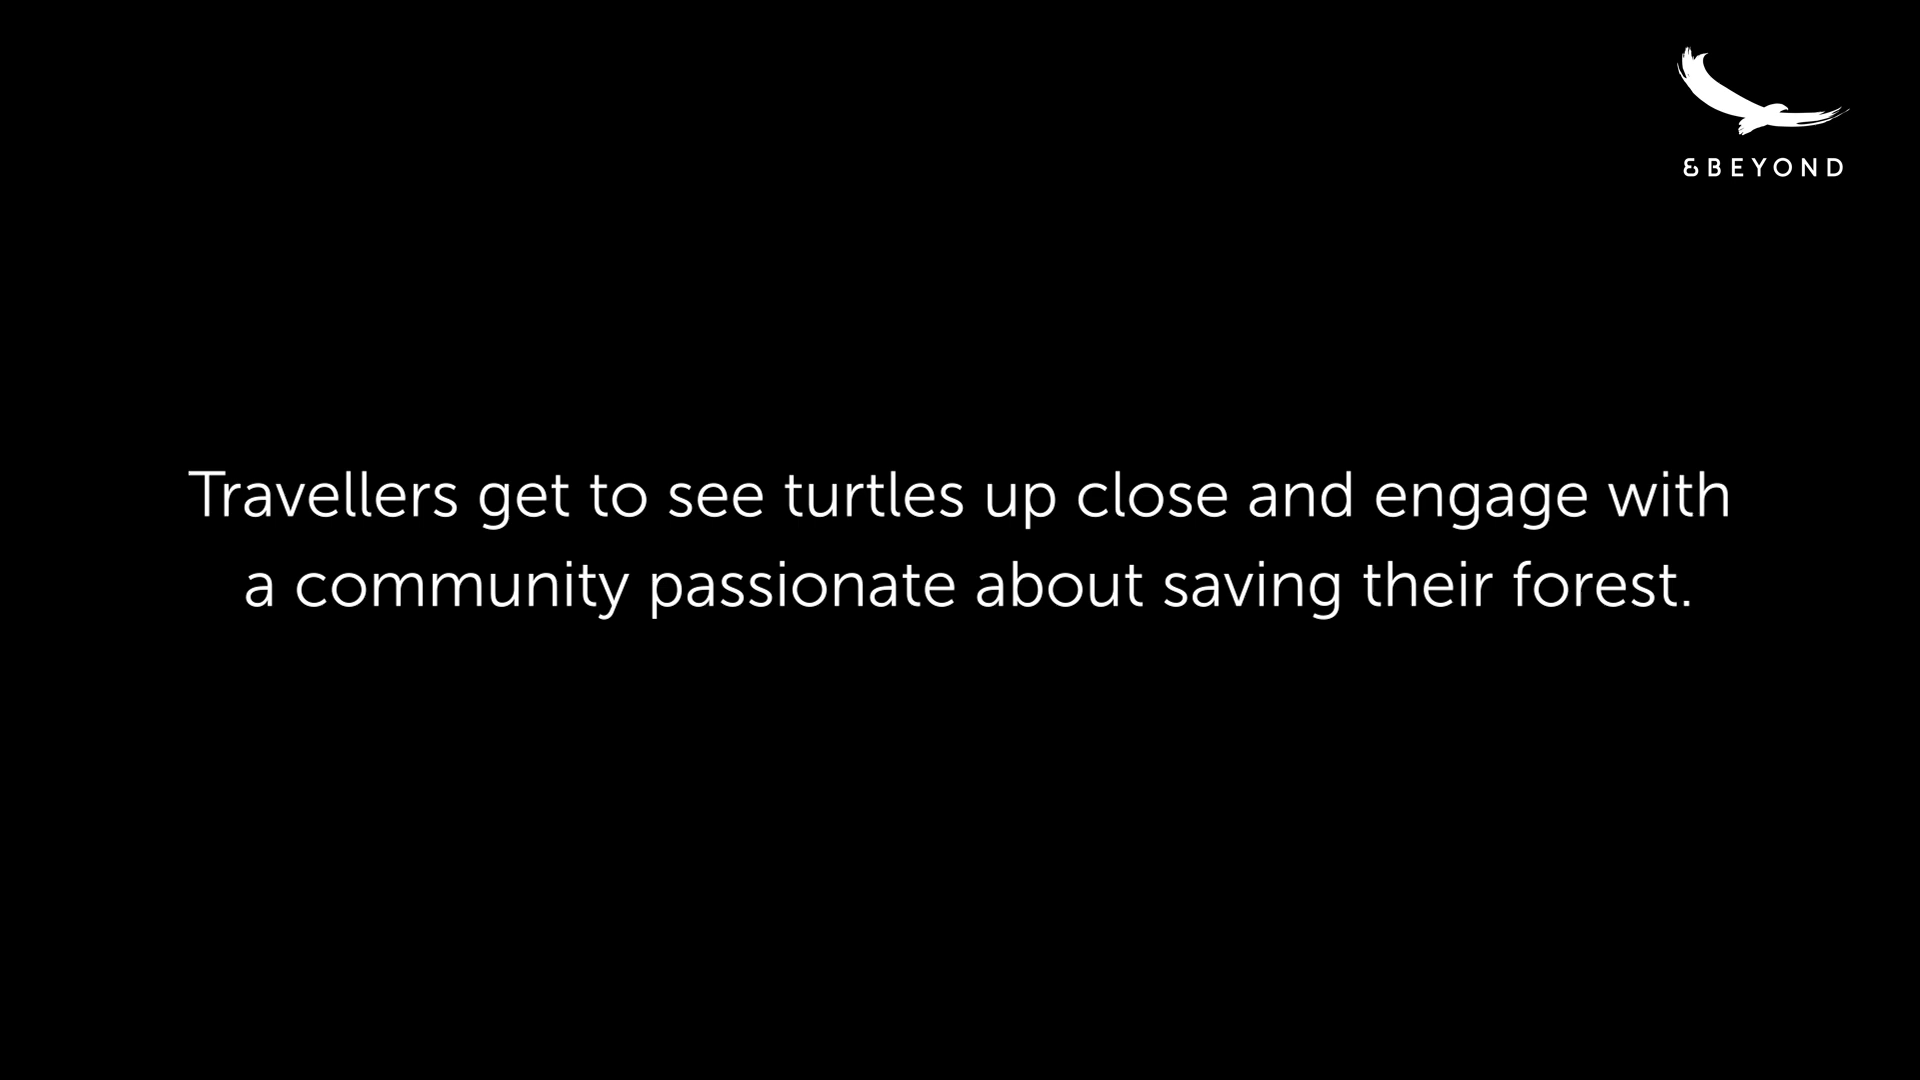 &BEYOND
Travellers get to see turtles up close and engage with
a community passionate about saving their forest.